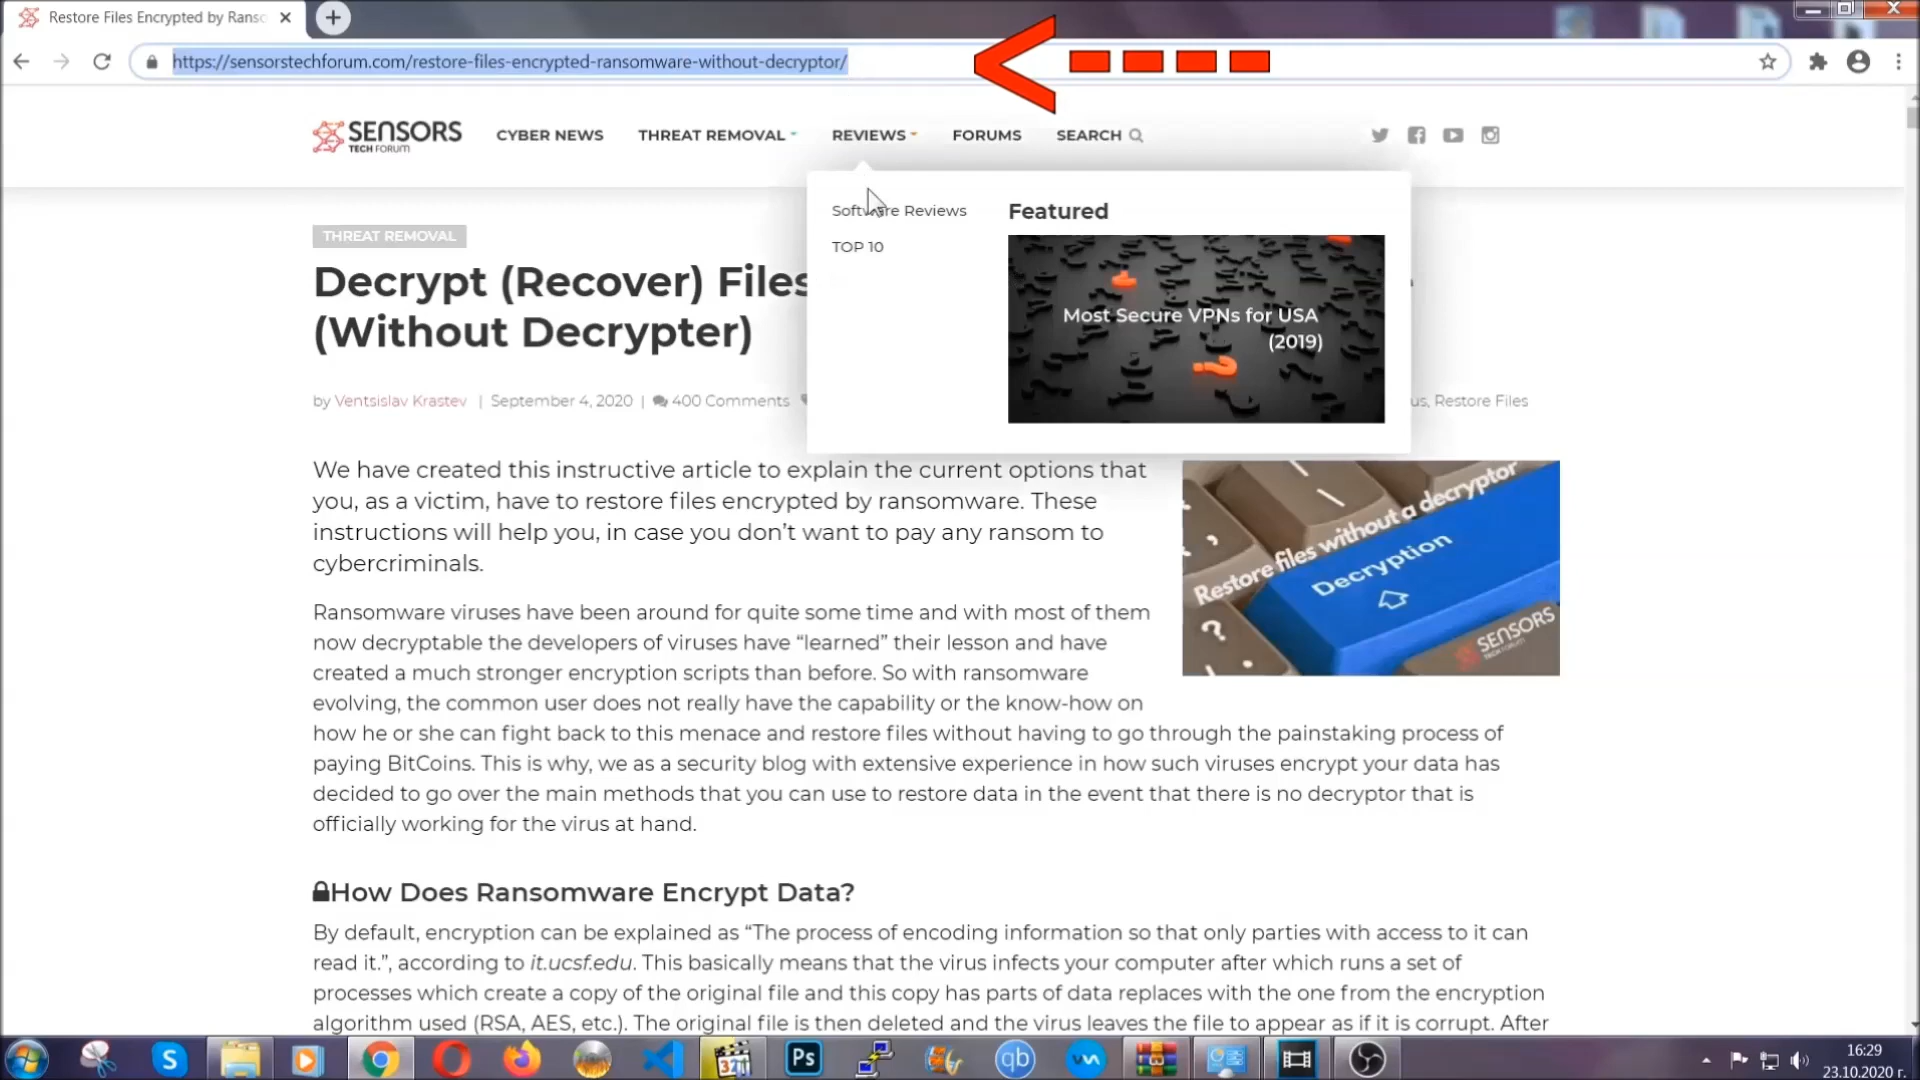 Restore Files Encrypted by Ranso
https://sensorstechforum.com/restore-files-encrypted-ransomware-without-decryptor/
SENSORS
TECH FORUM
CYBER NEWS
THREAT REMOVAL
REVIEWS
FORUMS
SEARCH
Software Reviews
TOP 10
Featured
Most Secure VPNs for USA
(2019)
THREAT REMOVAL
Decrypt (Recover) Files
(Without Decrypter)
by Ventsislav Krastev | September 4, 2020 | 400 Comments
us, Restore Files
We have created this instructive article to explain the current options that
you, as a victim, have to restore files encrypted by ransomware. These
instructions will help you, in case you don’t want to pay any ransom to
cybercriminals.
Restore files without a decryptor
Decryption
SENSORS
TECH FORUM
Ransomware viruses have been around for quite some time and with most of them
now decryptable the developers of viruses have “learned” their lesson and have
created a much stronger encryption scripts than before. So with ransomware
evolving, the common user does not really have the capability or the know-how on
how he or she can fight back to this menace and restore files without having to go through the painstaking process of
paying BitCoins. This is why, we as a security blog with extensive experience in how such viruses encrypt your data has
decided to go over the main methods that you can use to restore data in the event that there is no decryptor that is
officially working for the virus at hand.
How Does Ransomware Encrypt Data?
By default, encryption can be explained as “The process of encoding information so that only parties with access to it can
read it.”, according to it.ucsf.edu. This basically means that the virus infects your computer after which runs a set of
processes which create a copy of the original file and this copy has parts of data replaces with the one from the encryption
algorithm used (RSA, AES, etc.). The original file is then deleted and the virus leaves the file to appear as if it is corrupt. After
S
321
Ps
qb
16:29
23.10.2020 г.